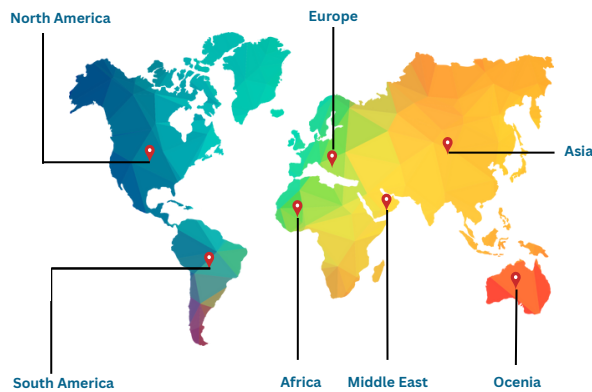 Europe
North America
Asia
South America
Africa
Middle East
Ocenia